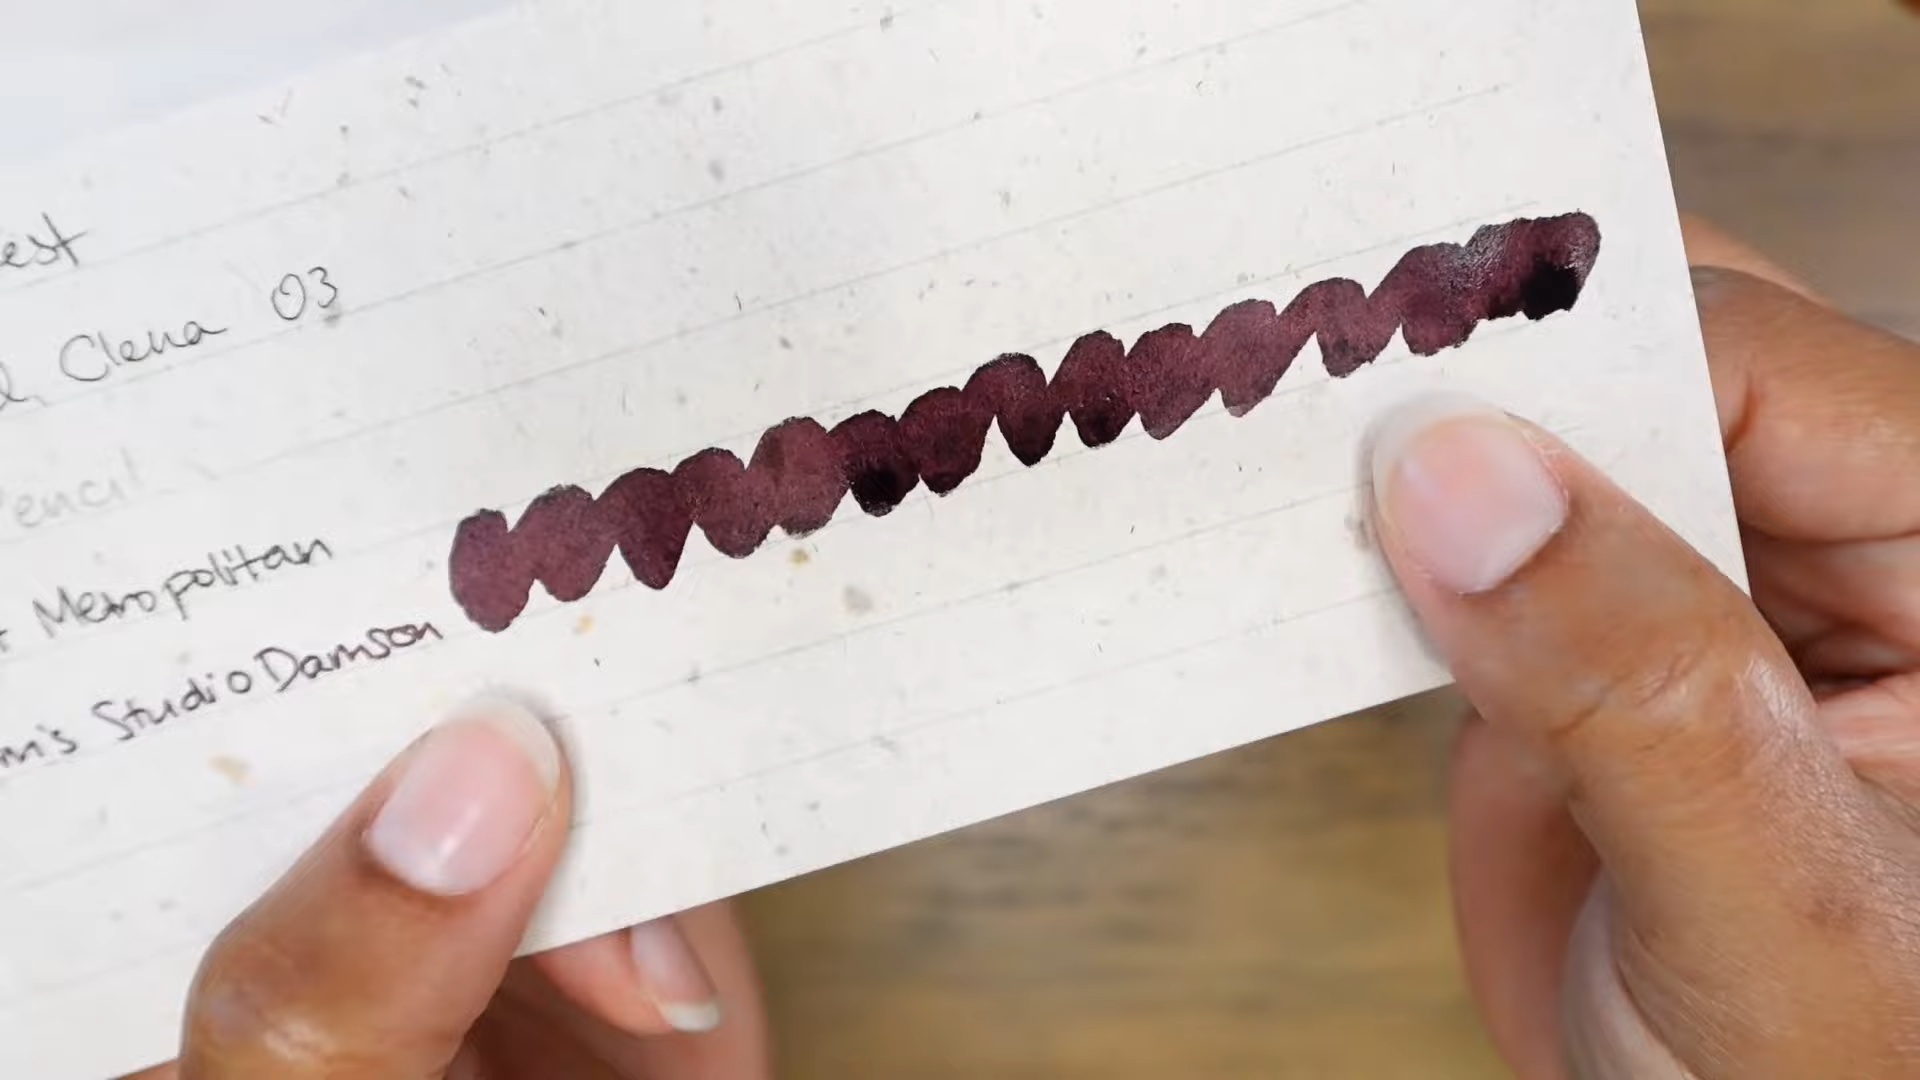 est
Clena 03
Pencil
Metropolitan
m's Studio Damson